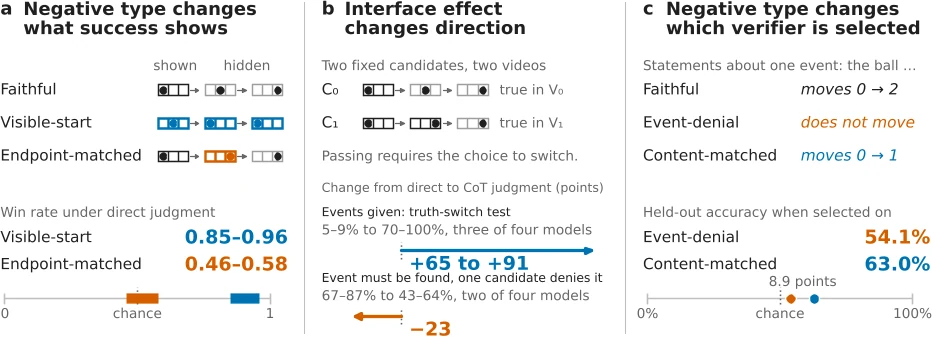 a Negative type changes
what success shows
shown hidden
Faithful
Visible-start
Endpoint-matched
Win rate under direct judgment
Visible-start 0.85–0.96
Endpoint-matched 0.46–0.58
0 chance 1
b Interface effect
changes direction
Two fixed candidates, two videos
C₀ true in V₀
C₁ true in V₁
Passing requires the choice to switch.
Change from direct to CoT judgment (points)
Events given: truth-switch test
5–9% to 70–100%, three of four models
+65 to +91
Event must be found, one candidate denies it
67–87% to 43–64%, two of four models
−23
c Negative type changes
which verifier is selected
Statements about one event: the ball ...
Faithful moves 0 → 2
Event-denial does not move
Content-matched moves 0 → 1
Held-out accuracy when selected on
Event-denial 54.1%
Content-matched 63.0%
8.9 points
0% chance 100%